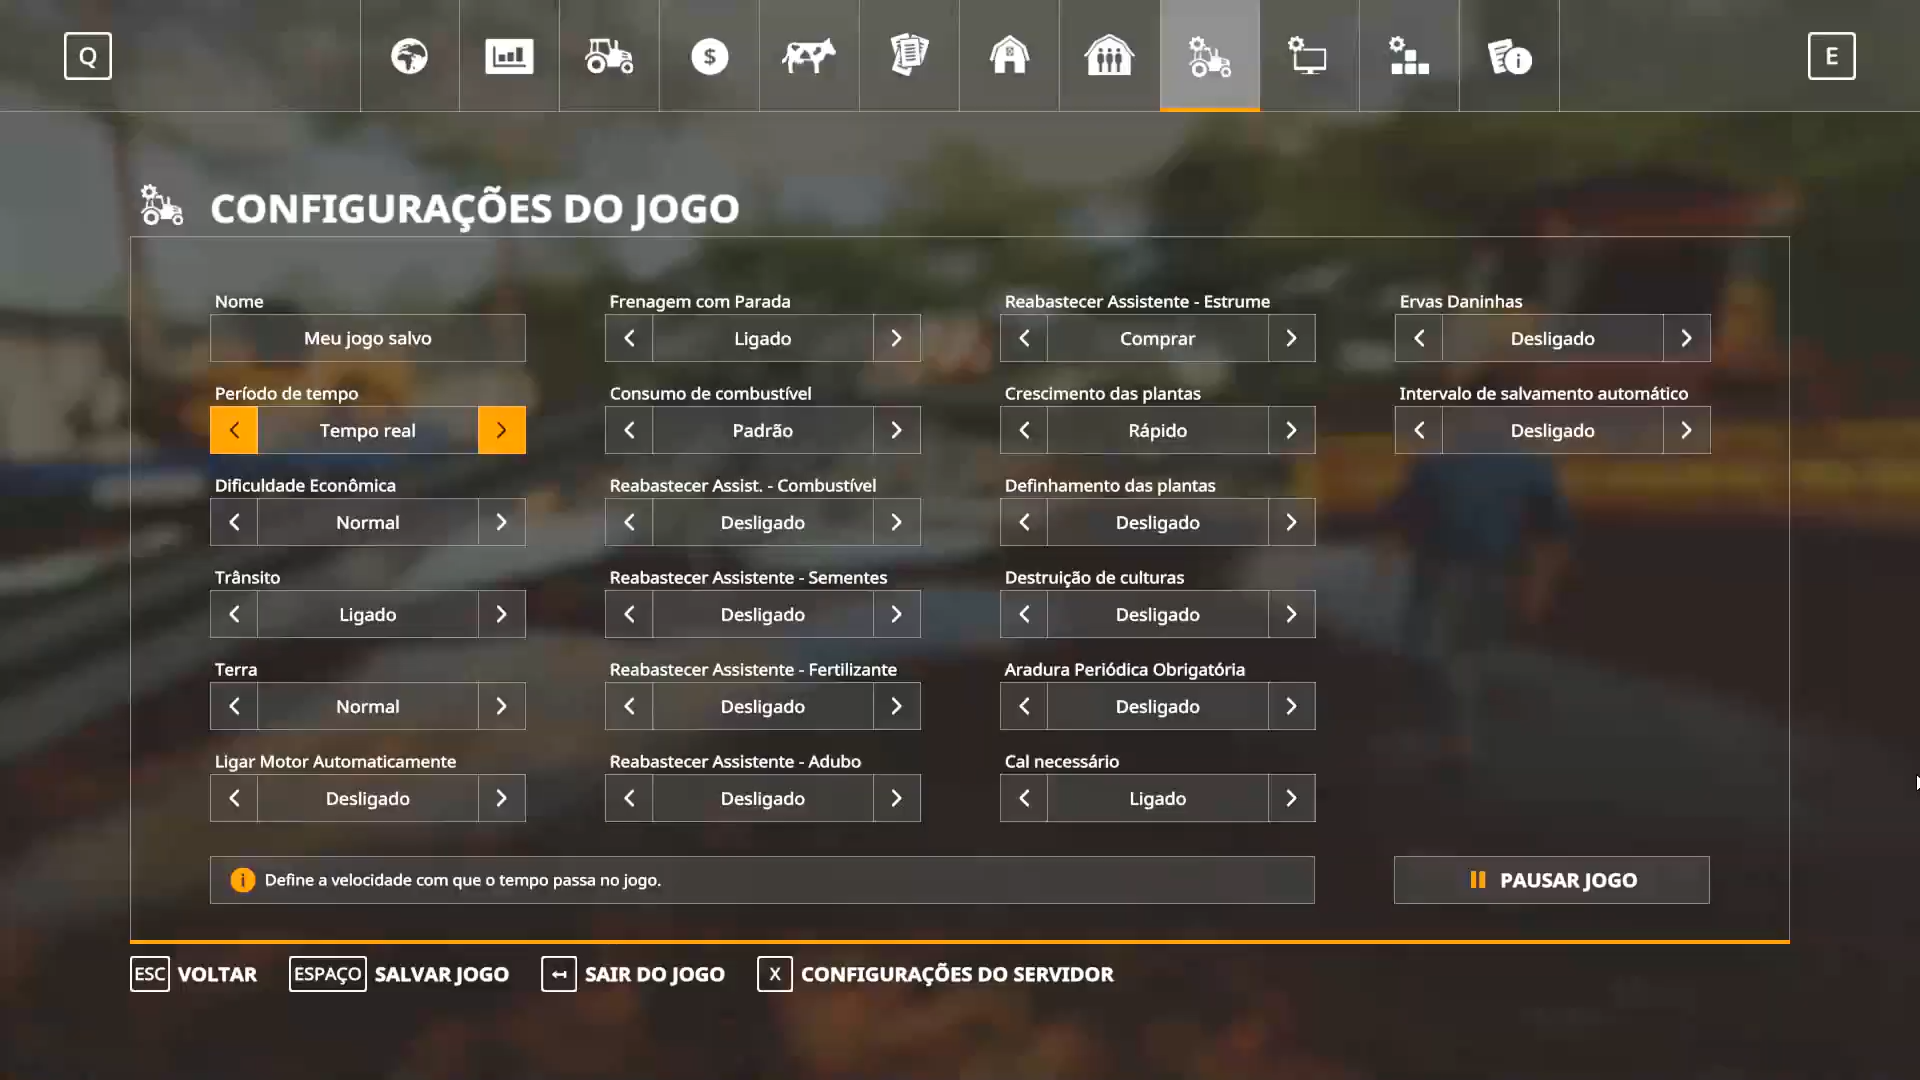 Q
$
E
CONFIGURAÇÕES DO JOGO
Nome
Meu jogo salvo
Período de tempo
Tempo real
Dificuldade Econômica
Normal
Trânsito
Ligado
Terra
Normal
Ligar Motor Automaticamente
Desligado
Frenagem com Parada
Ligado
Consumo de combustível
Padrão
Reabastecer Assist. - Combustível
Desligado
Reabastecer Assistente - Sementes
Desligado
Reabastecer Assistente - Fertilizante
Desligado
Reabastecer Assistente - Adubo
Desligado
Reabastecer Assistente - Estrume
Comprar
Crescimento das plantas
Rápido
Definhamento das plantas
Desligado
Destruição de culturas
Desligado
Aradura Periódica Obrigatória
Desligado
Cal necessário
Ligado
Ervas Daninhas
Desligado
Intervalo de salvamento automático
Desligado
Define a velocidade com que o tempo passa no jogo.
PAUSAR JOGO
ESC VOLTAR ESPAÇO SALVAR JOGO SAIR DO JOGO X CONFIGURAÇÕES DO SERVIDOR